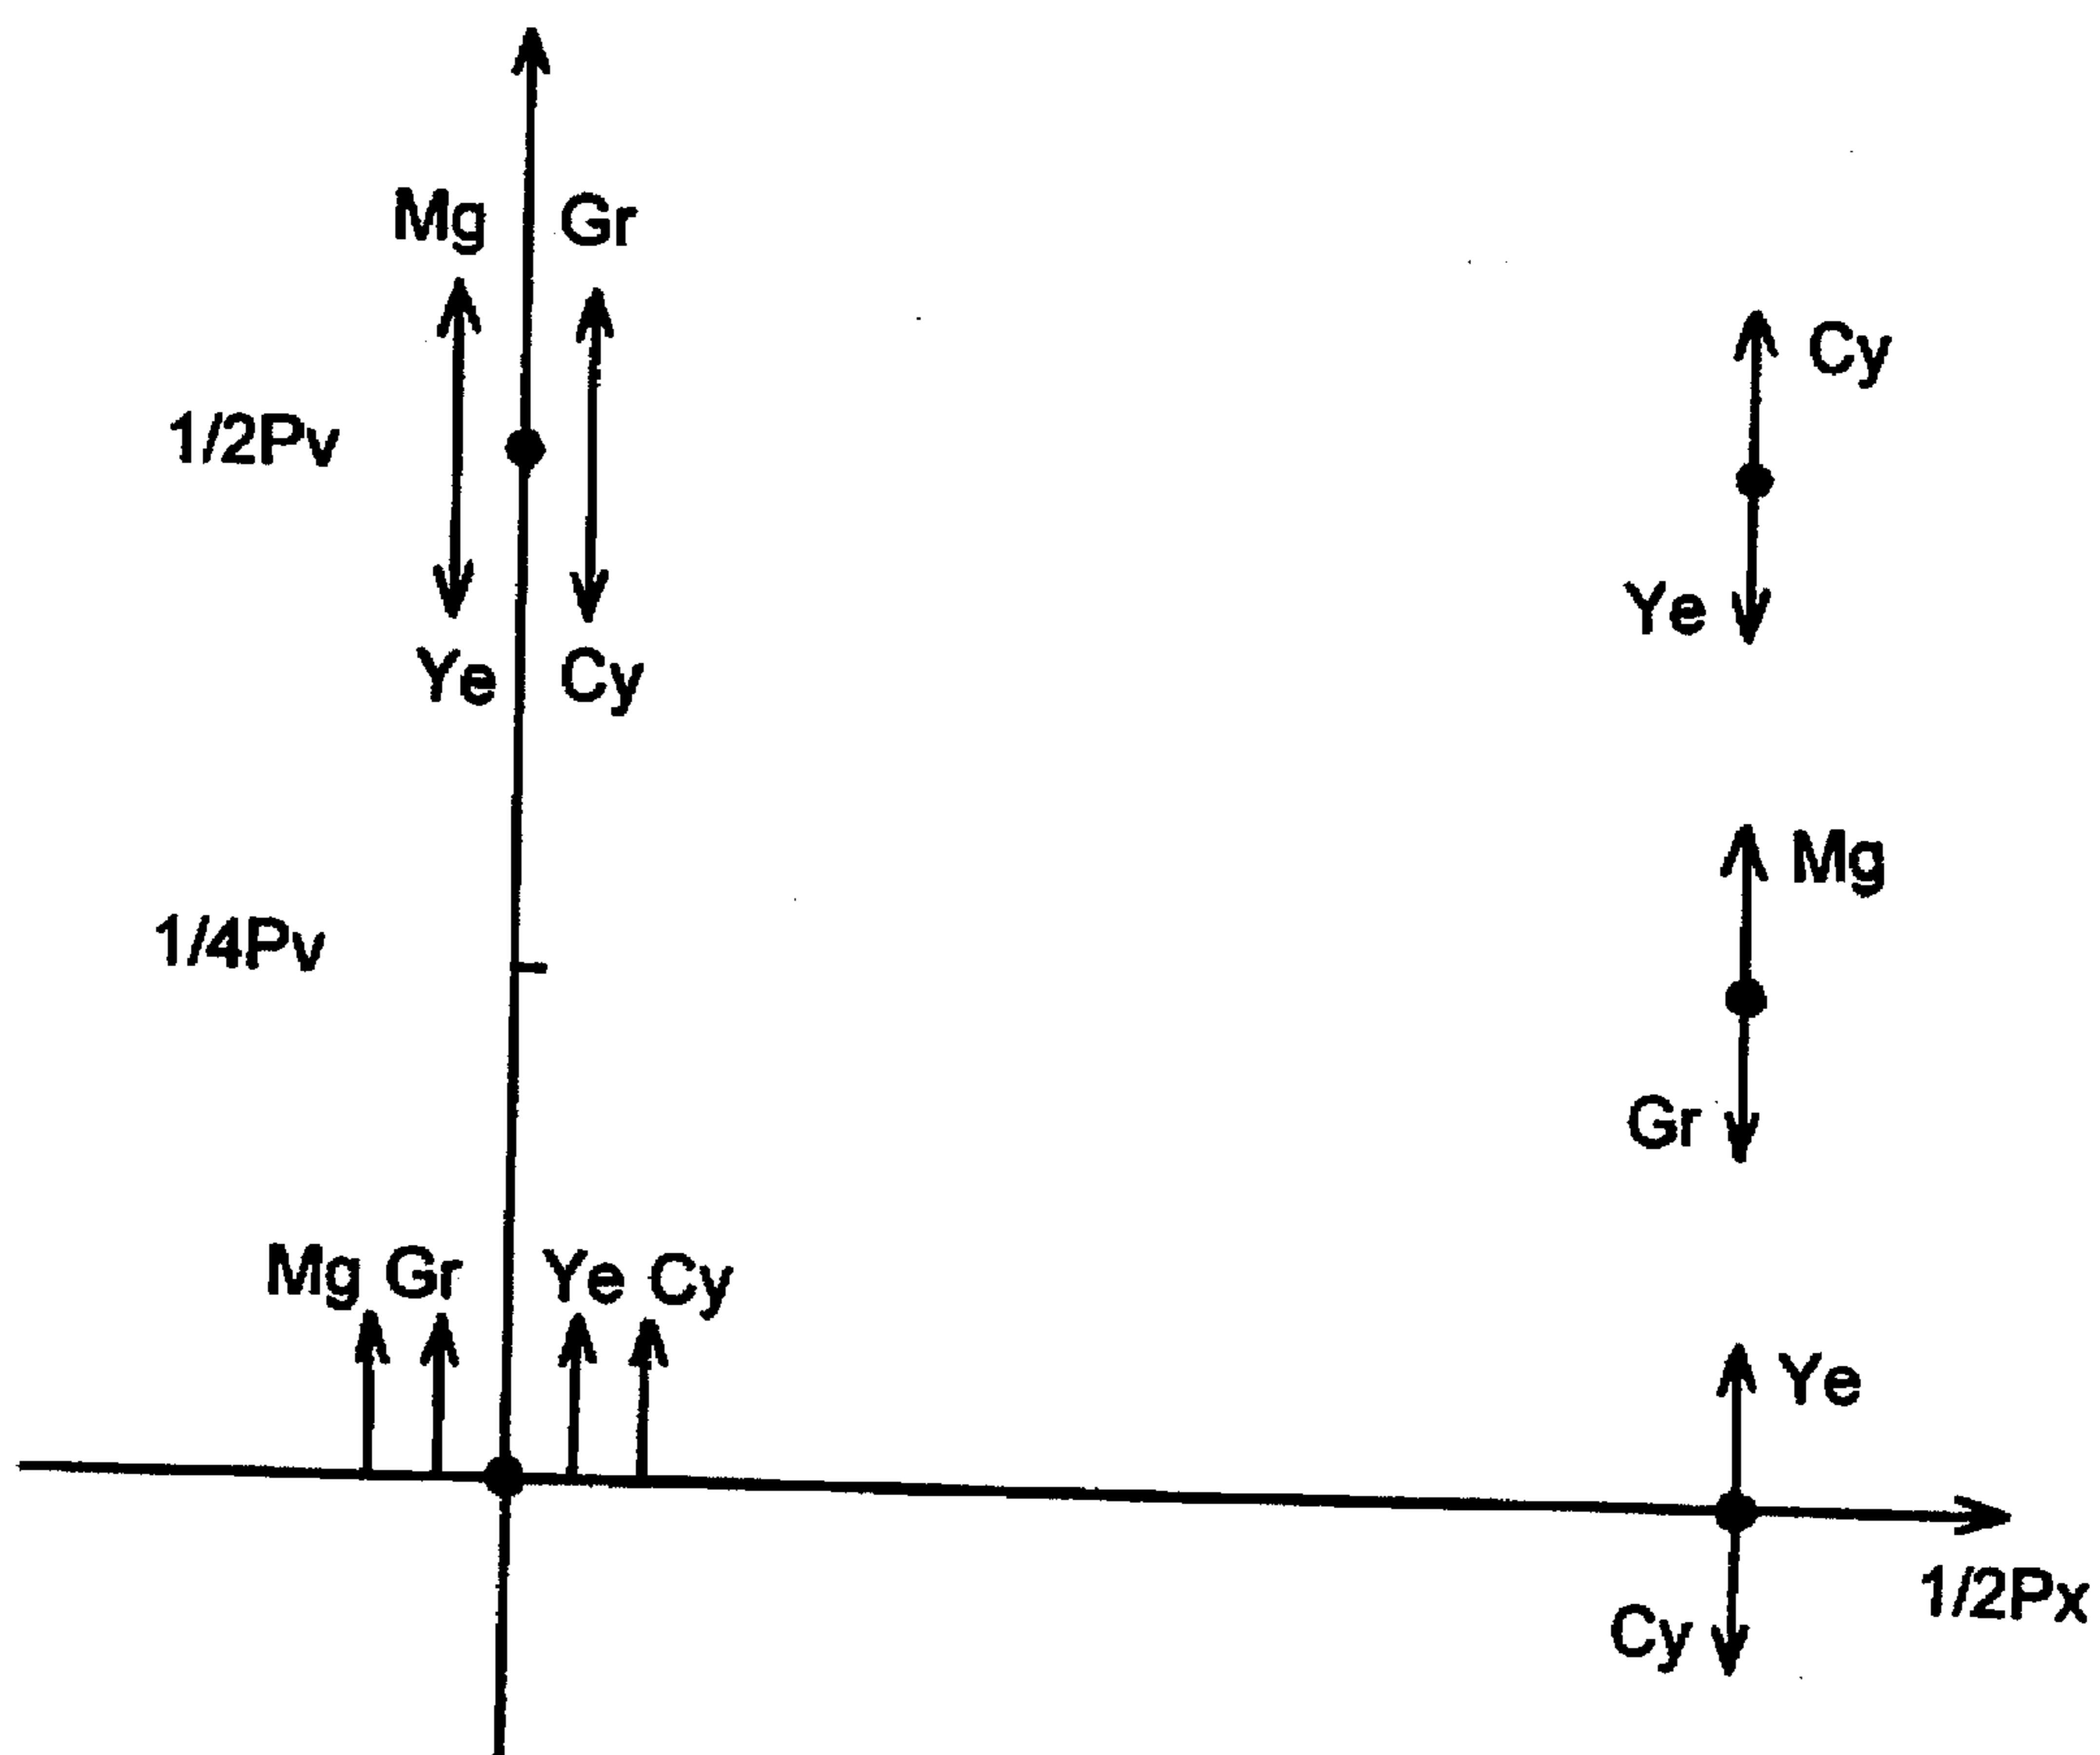 Mg Gr
Cy
1/2Pv
Ye
Ye Cy
Mg
1/4Pv
Gr
Mg Gr Ye Cy
Ye
1/2Px
Cy